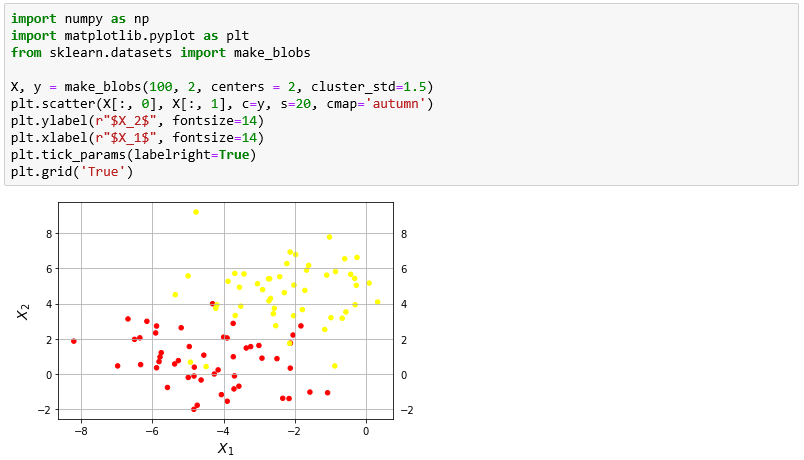 import numpy as np
import matplotlib.pyplot as plt
from sklearn.datasets import make_blobs
X, y = make_blobs(100, 2, centers = 2, cluster_std=1.5)
plt.scatter(X[:, 0], X[:, 1], c=y, s=20, cmap='autumn')
plt.ylabel(r"$X_2$", fontsize=14)
plt.xlabel(r"$X_1$", fontsize=14)
plt.tick_params(labelright=True)
plt.grid('True')
8 8
6 6
4 4
X2
2 2
0 0
−2 −2
−8 −6 −4 −2 0
X1